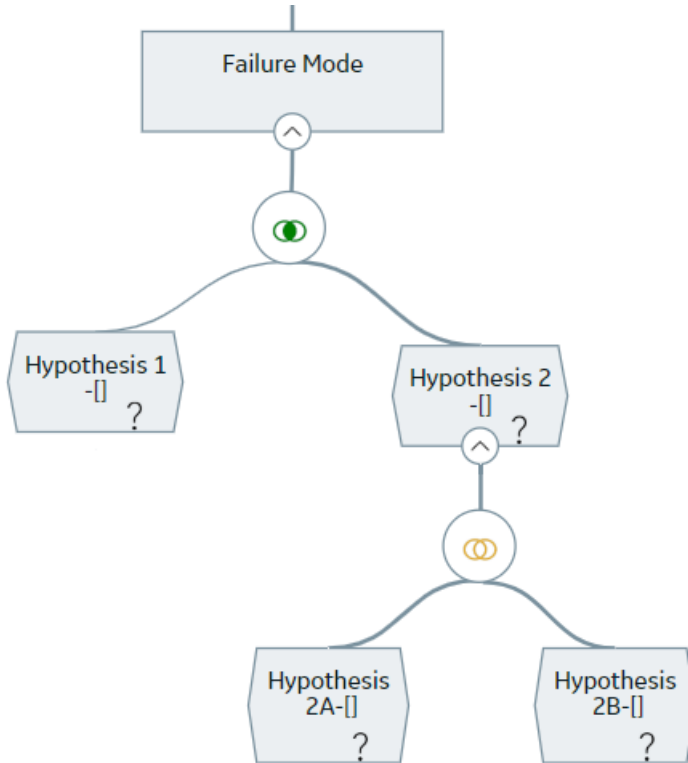 Failure Mode
Hypothesis 1
-[]
?
Hypothesis 2
-[]
?
Hypothesis
2A-[]
?
Hypothesis
2B-[]
?